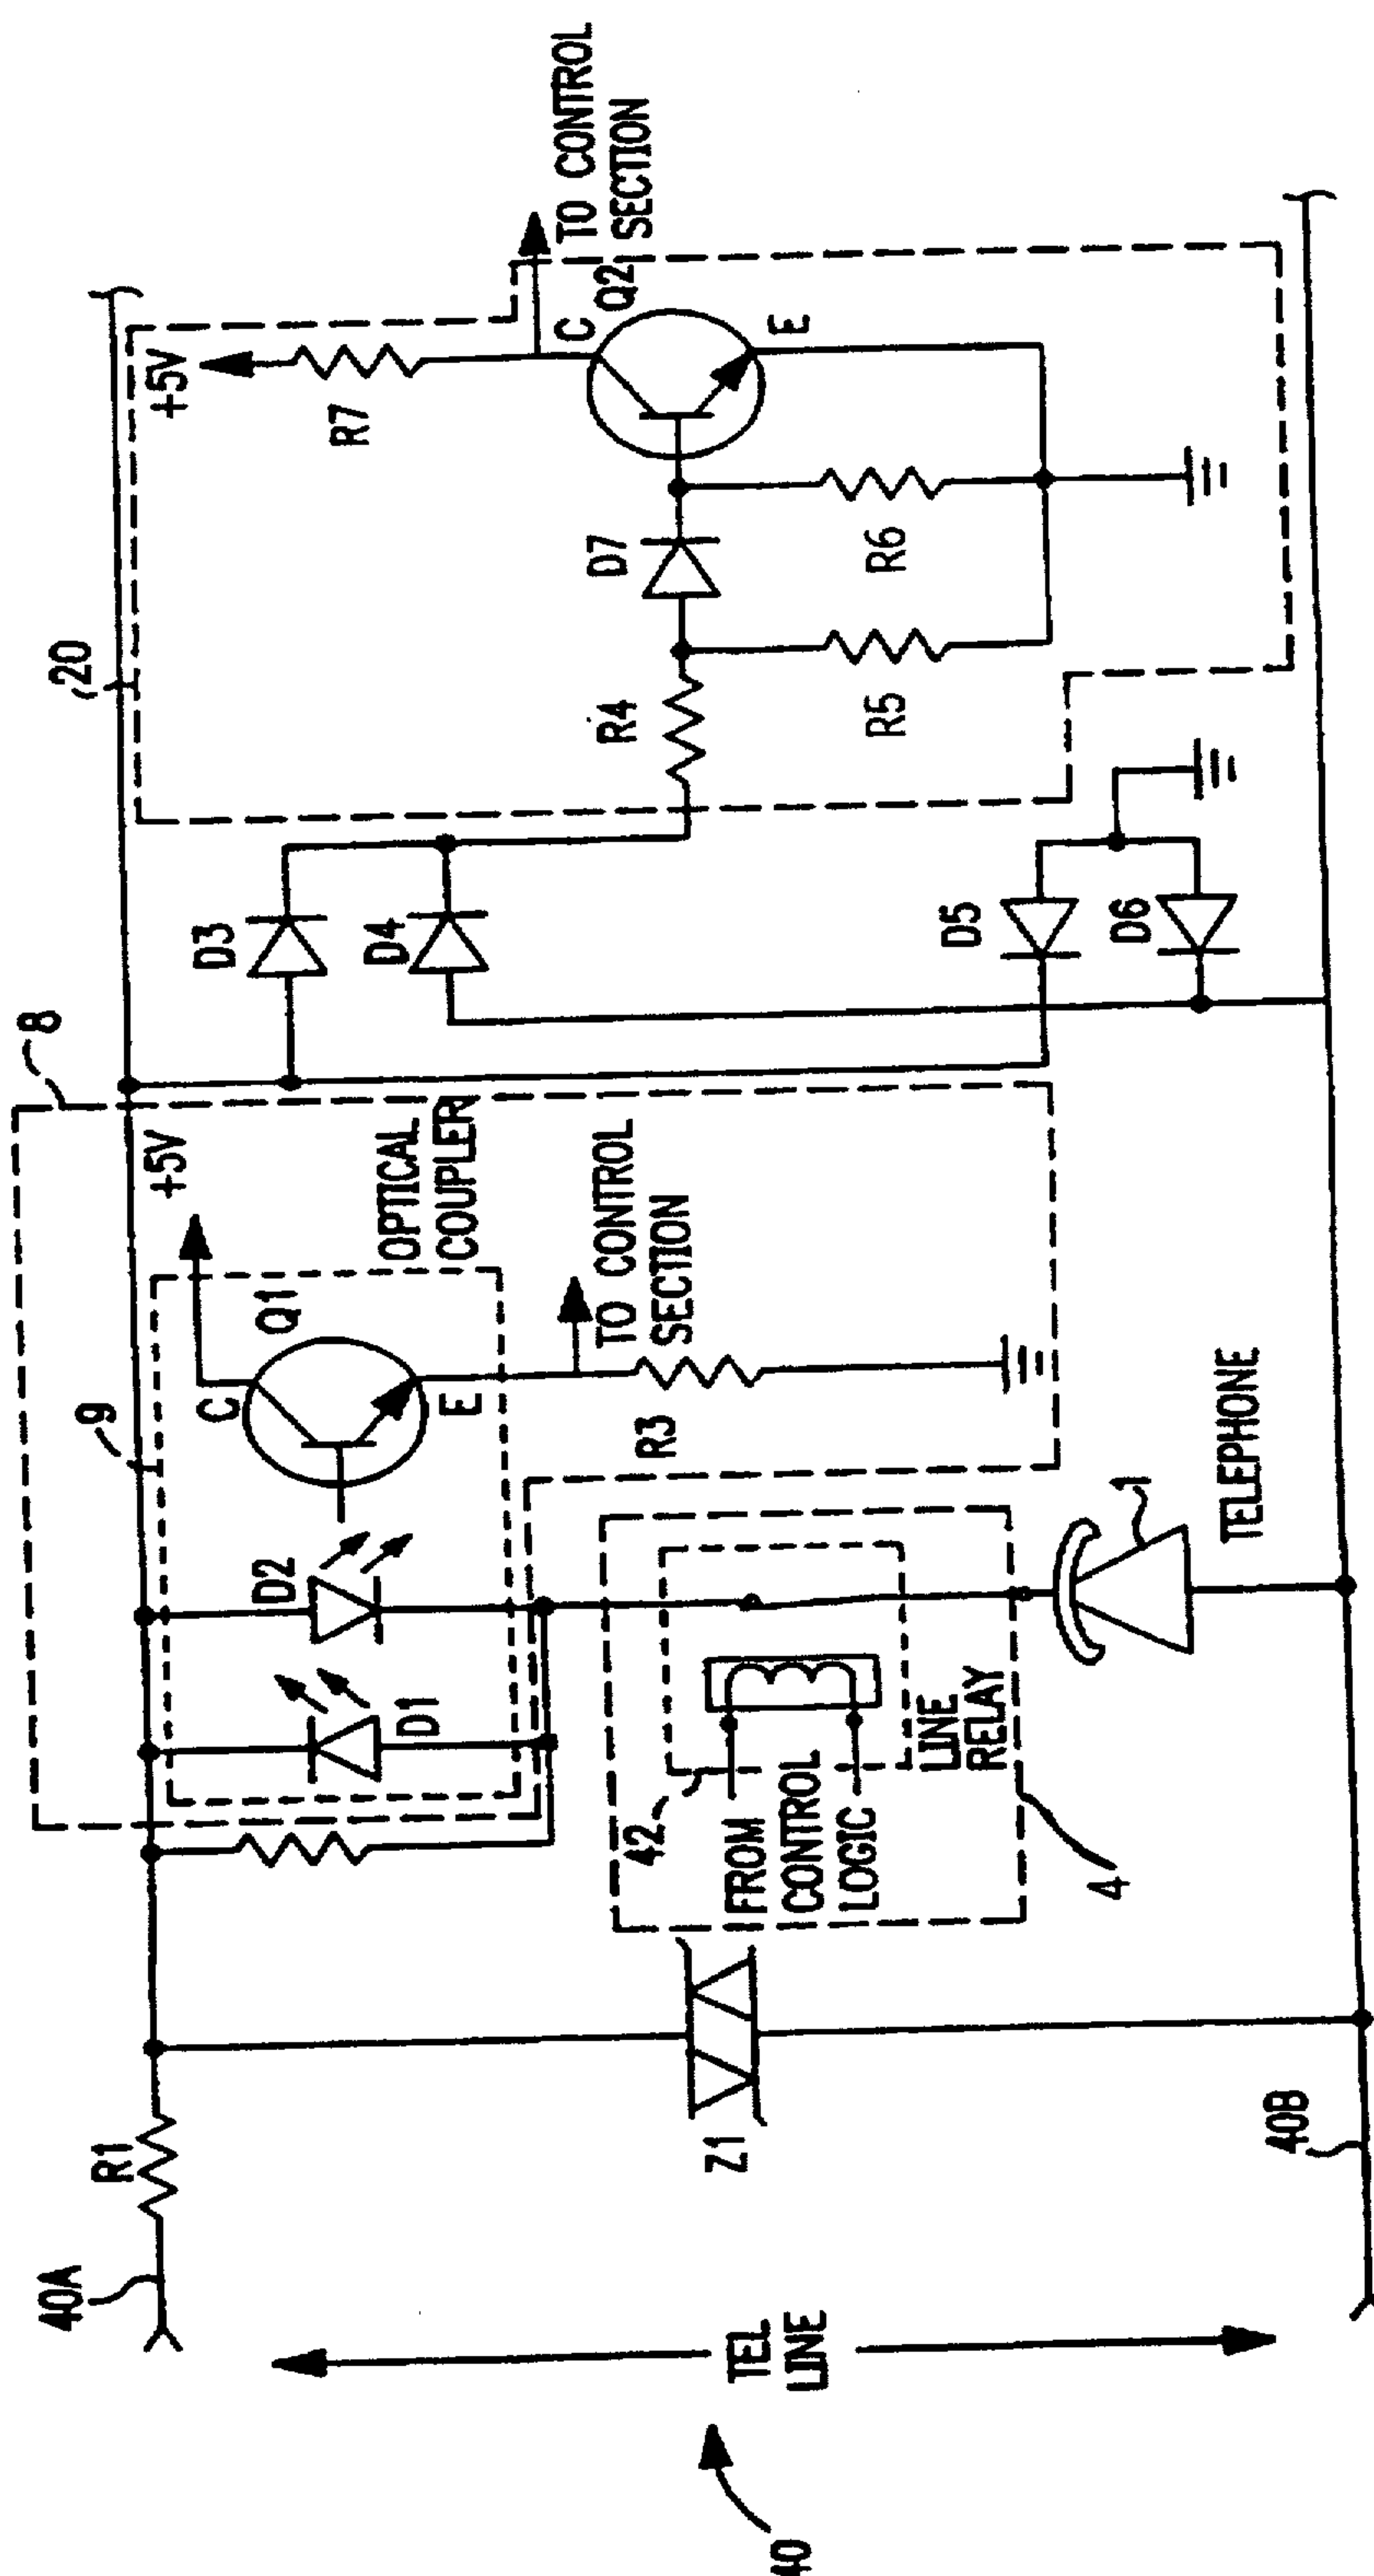 40
TEL
LINE
40A
40B
R1
Z1
8
9
D1
D2
Q1
C
E
+5V
OPTICAL
COUPLER
TO CONTROL
SECTION
R3
42
FROM
CONTROL
LOGIC
LINE
RELAY
4
1
TELEPHONE
D3
D4
D5
D6
20
+5V
R7
R4
D7
R5
R6
C
Q2
E
TO CONTROL
SECTION